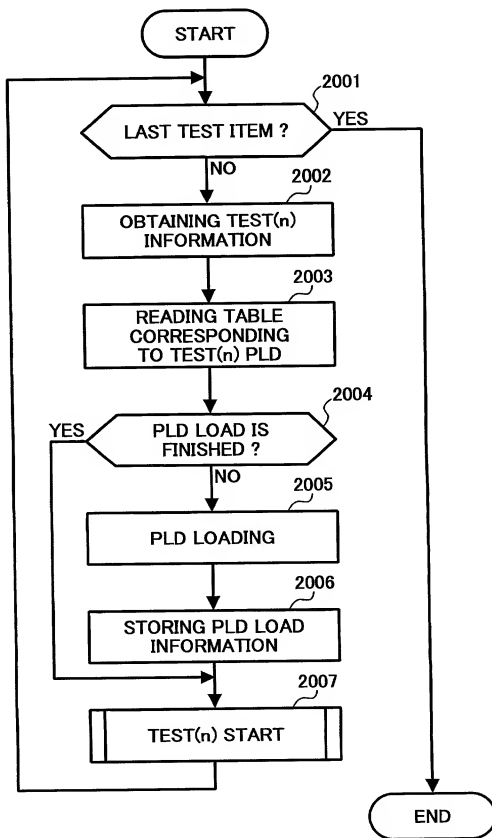 START
2001
LAST TEST ITEM ?
YES
NO
2002
OBTAINING TEST(n)
INFORMATION
2003
READING TABLE
CORRESPONDING
TO TEST(n) PLD
2004
YES
PLD LOAD IS
FINISHED ?
NO
2005
PLD LOADING
2006
STORING PLD LOAD
INFORMATION
2007
TEST(n) START
END